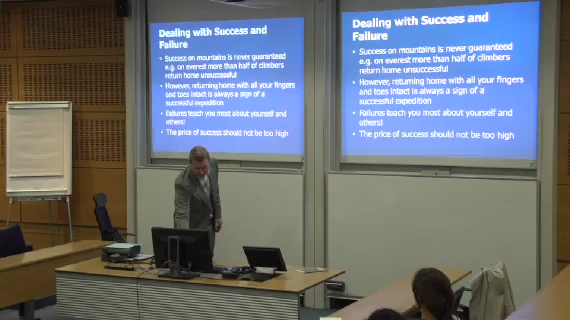 Dealing with Success and
Failure
• Success on mountains is never guaranteed
e.g. on everest more than half of climbers
return home unsuccessful
• However, returning home with all your fingers
and toes intact is always a sign of a
successful expedition
• Failures teach you most about yourself and
others!
• The price of success should not be too high
Dealing with Success and
Failure
• Success on mountains is never guaranteed
e.g. on everest more than half of climbers
return home unsuccessful
• However, returning home with all your fingers
and toes intact is always a sign of a
successful expedition
• Failures teach you most about yourself and
others!
• The price of success should not be too high